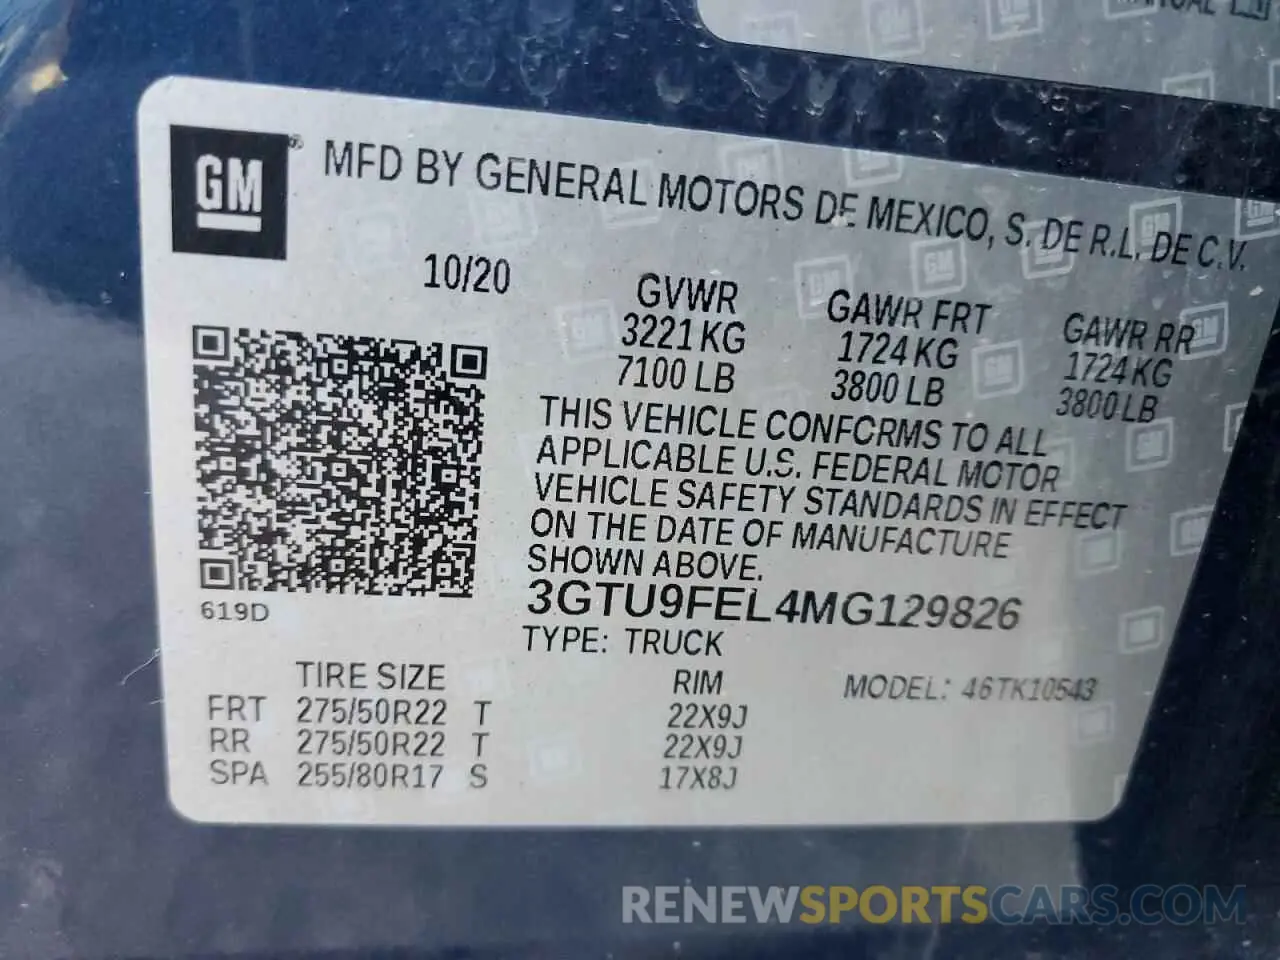 MANUAL
GM ® MFD BY GENERAL MOTORS DE MEXICO, S. DE R.L. DE C.V.
10/20 GVWR GAWR FRT GAWR RR
3221 KG 1724 KG 1724 KG
7100 LB 3800 LB 3800 LB
THIS VEHICLE CONFORMS TO ALL
APPLICABLE U.S. FEDERAL MOTOR
VEHICLE SAFETY STANDARDS IN EFFECT
ON THE DATE OF MANUFACTURE
SHOWN ABOVE.
619D 3GTU9FEL4MG129826
TYPE: TRUCK
TIRE SIZE RIM MODEL: 46TK10543
FRT 275/50R22 T 22X9J
RR 275/50R22 T 22X9J
SPA 255/80R17 S 17X8J
RENEWSPORTSCARS.COM